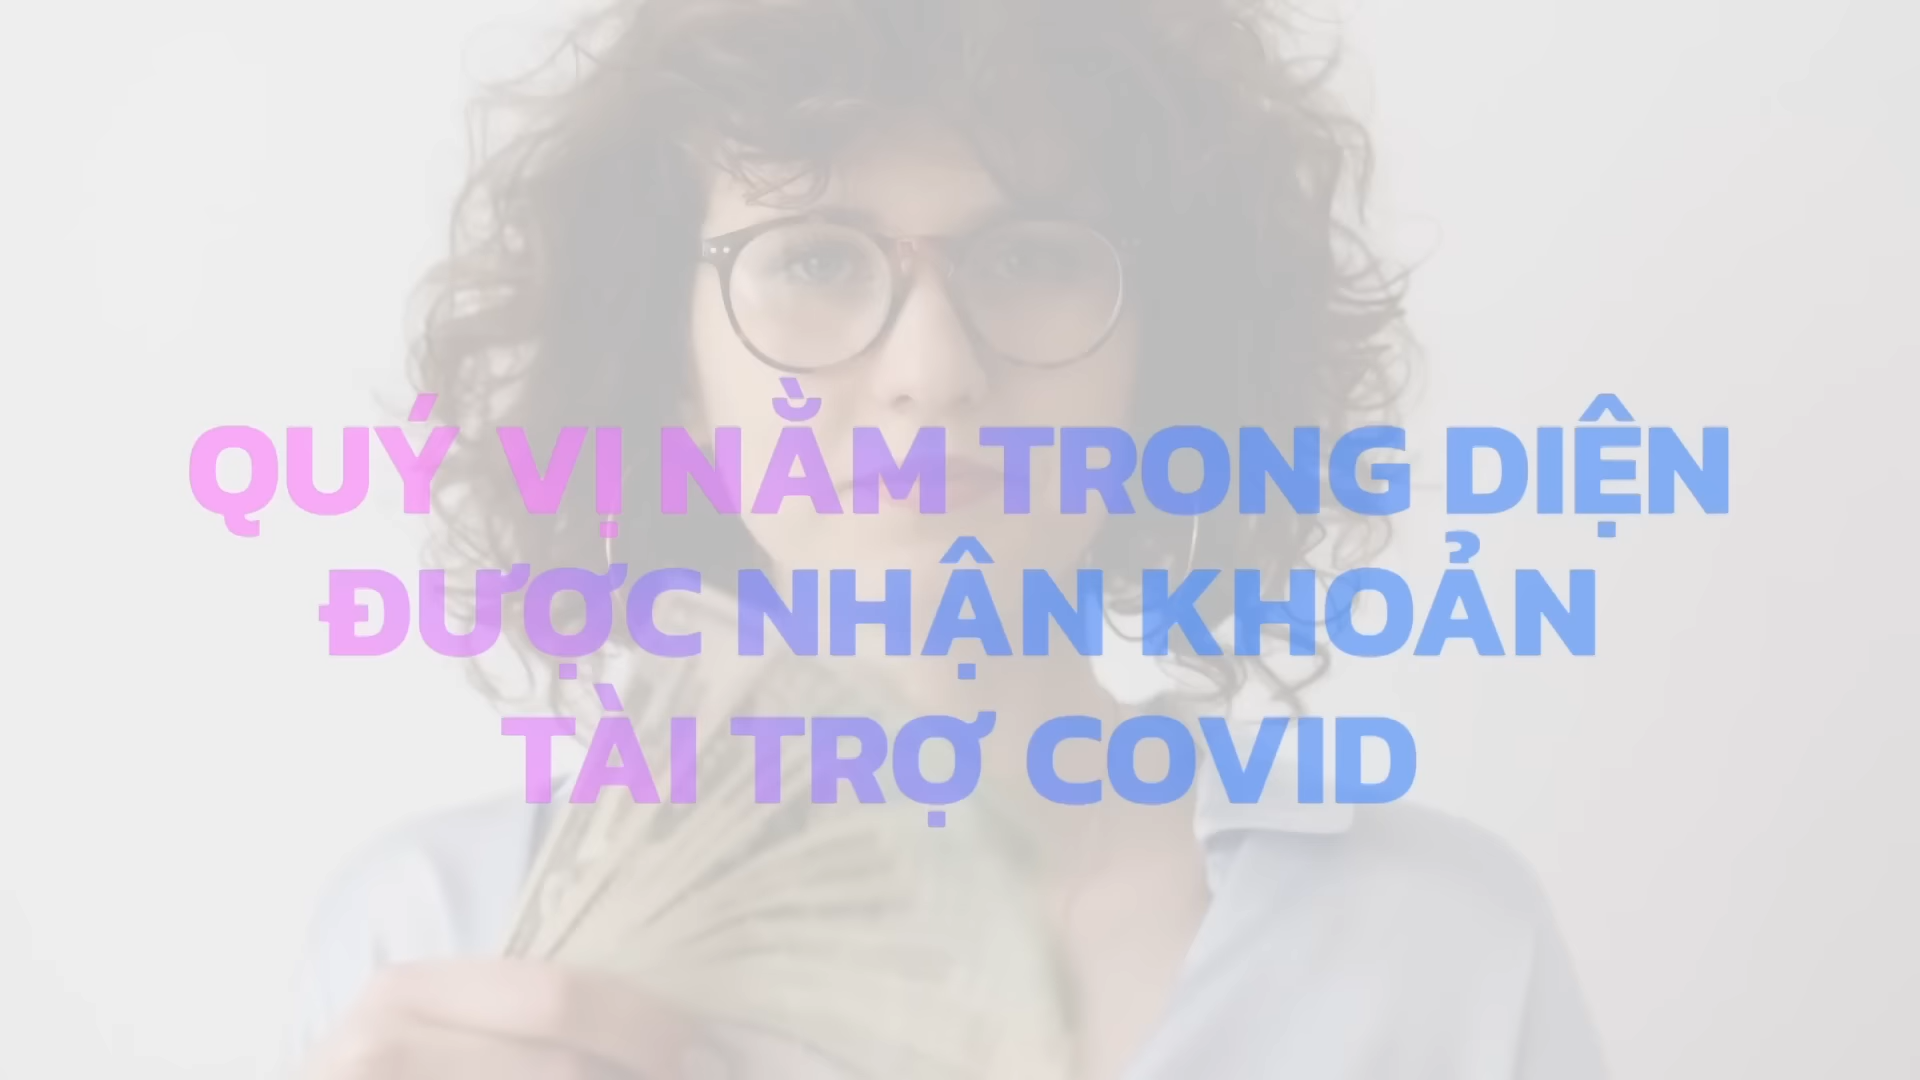 QUÝ VỊ NẰM TRONG DIỆN
ĐƯỢC NHẬN KHOẢN
TÀI TRỢ COVID